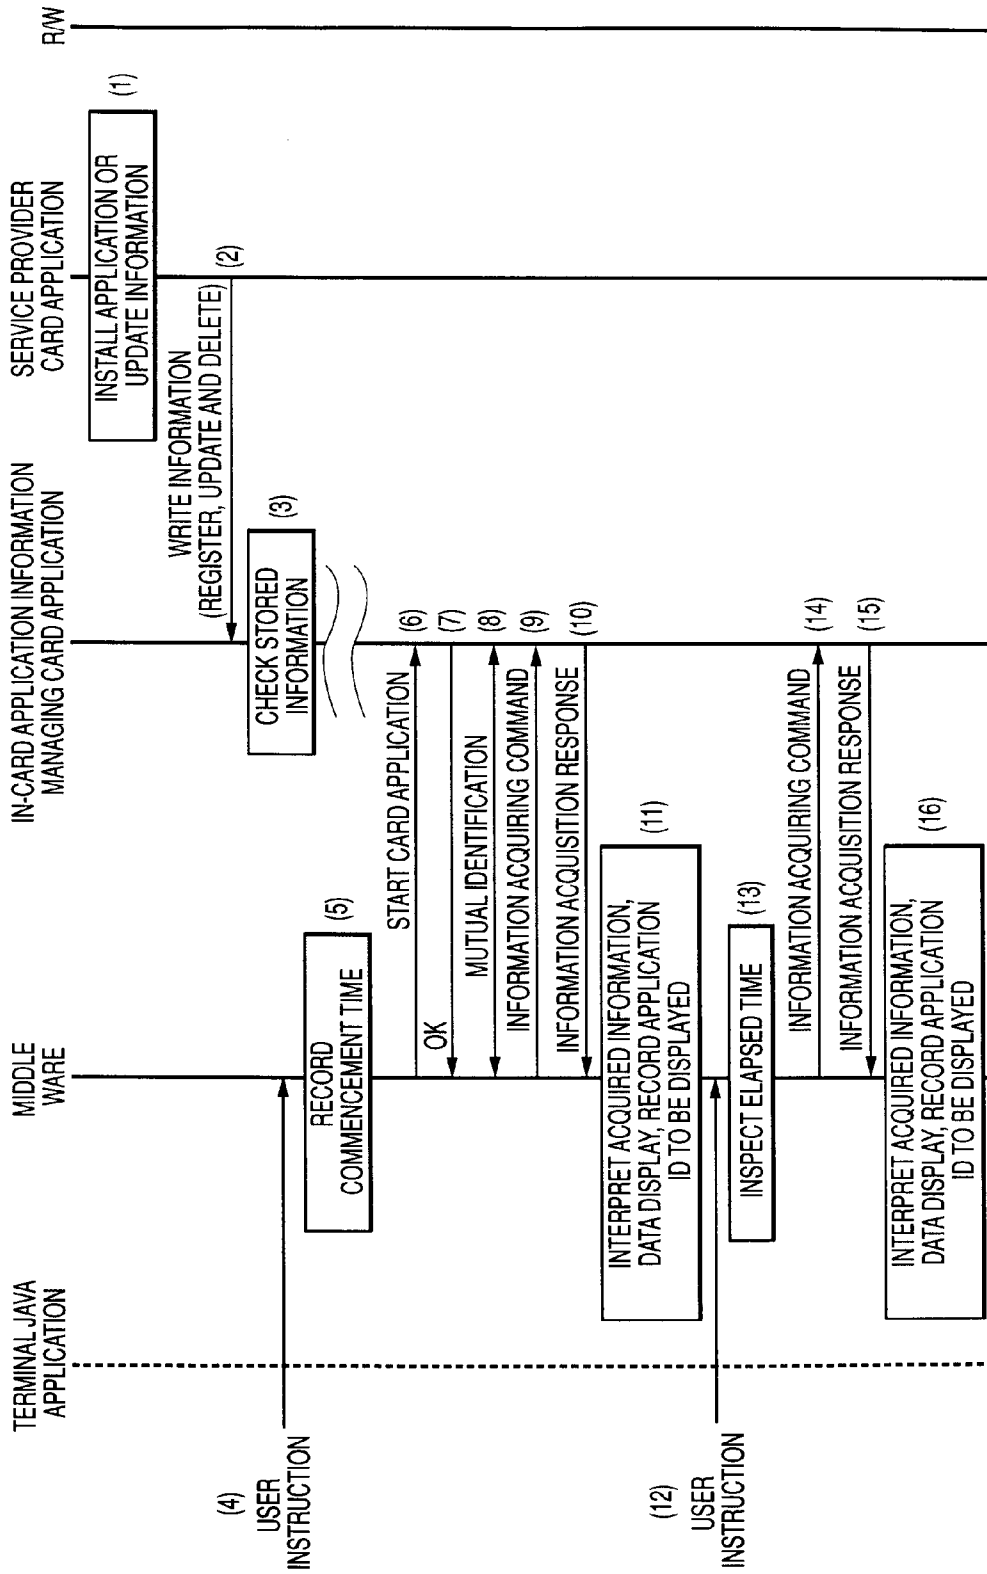 TERMINAL JAVA
APPLICATION
MIDDLE
WARE
IN-CARD APPLICATION INFORMATION
MANAGING CARD APPLICATION
SERVICE PROVIDER
CARD APPLICATION
R/W
INSTALL APPLICATION OR
UPDATE INFORMATION
(1)
WRITE INFORMATION
(REGISTER, UPDATE AND DELETE)
(2)
CHECK STORED
INFORMATION
(3)
(4)
USER
INSTRUCTION
RECORD
COMMENCEMENT TIME
(5)
START CARD APPLICATION
(6)
OK
(7)
MUTUAL IDENTIFICATION
(8)
INFORMATION ACQUIRING COMMAND
(9)
INFORMATION ACQUISITION RESPONSE
(10)
INTERPRET ACQUIRED INFORMATION,
DATA DISPLAY, RECORD APPLICATION
ID TO BE DISPLAYED
(11)
(12)
USER
INSTRUCTION
INSPECT ELAPSED TIME
(13)
INFORMATION ACQUIRING COMMAND
(14)
INFORMATION ACQUISITION RESPONSE
(15)
INTERPRET ACQUIRED INFORMATION,
DATA DISPLAY, RECORD APPLICATION
ID TO BE DISPLAYED
(16)